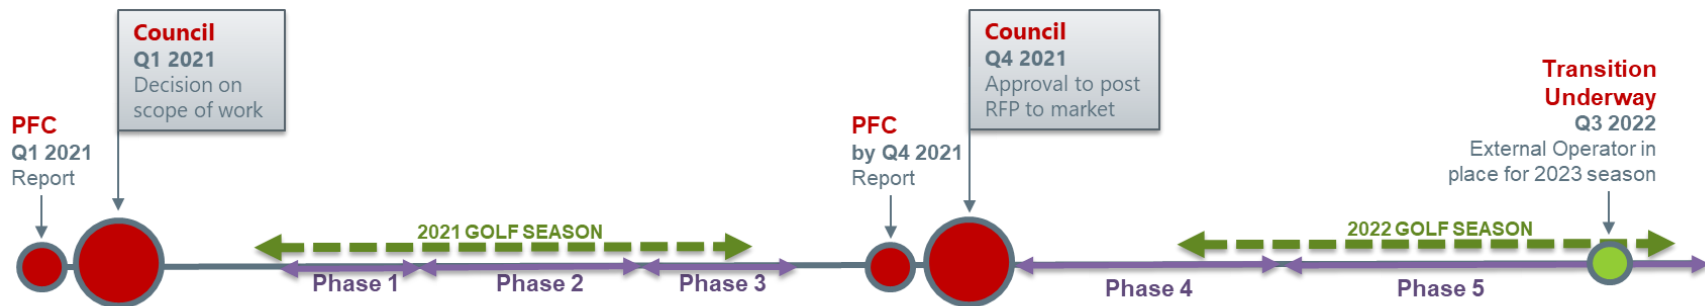 PFC
Q1 2021
Report
Council
Q1 2021
Decision on
scope of work
2021 GOLF SEASON
Phase 1
Phase 2
Phase 3
PFC
by Q4 2021
Report
Council
Q4 2021
Approval to post
RFP to market
Phase 4
2022 GOLF SEASON
Phase 5
Transition
Underway
Q3 2022
External Operator in
place for 2023 season